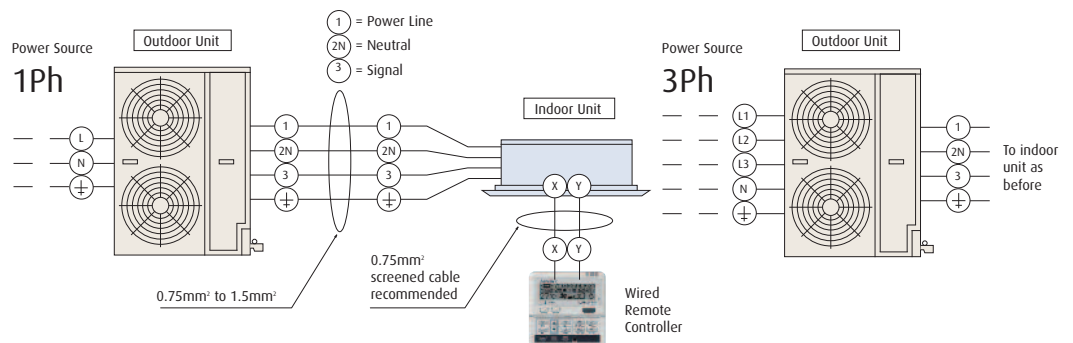 Power Source
1Ph
Outdoor Unit
1 = Power Line
2N = Neutral
3 = Signal
L
N
1
2N
3
1
2N
3
Indoor Unit
X Y
X Y
0.75mm² to 1.5mm²
0.75mm²
screened cable
recommended
Wired
Remote
Controller
Power Source
3Ph
Outdoor Unit
L1
L2
L3
N
1
2N
3
To indoor
unit as
before